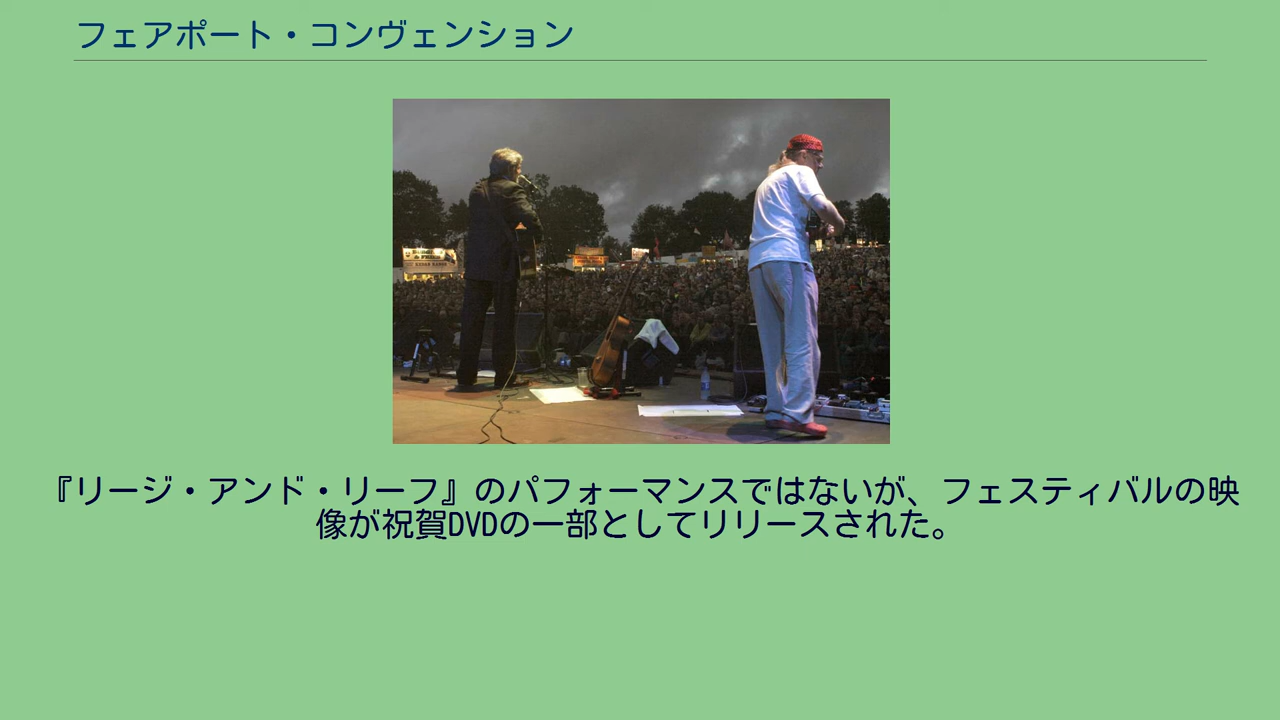 フェアポート・コンヴェンション
『リージ・アンド・リーフ』のパフォーマンスではないが、フェスティバルの映
像が祝賀DVDの一部としてリリースされた。